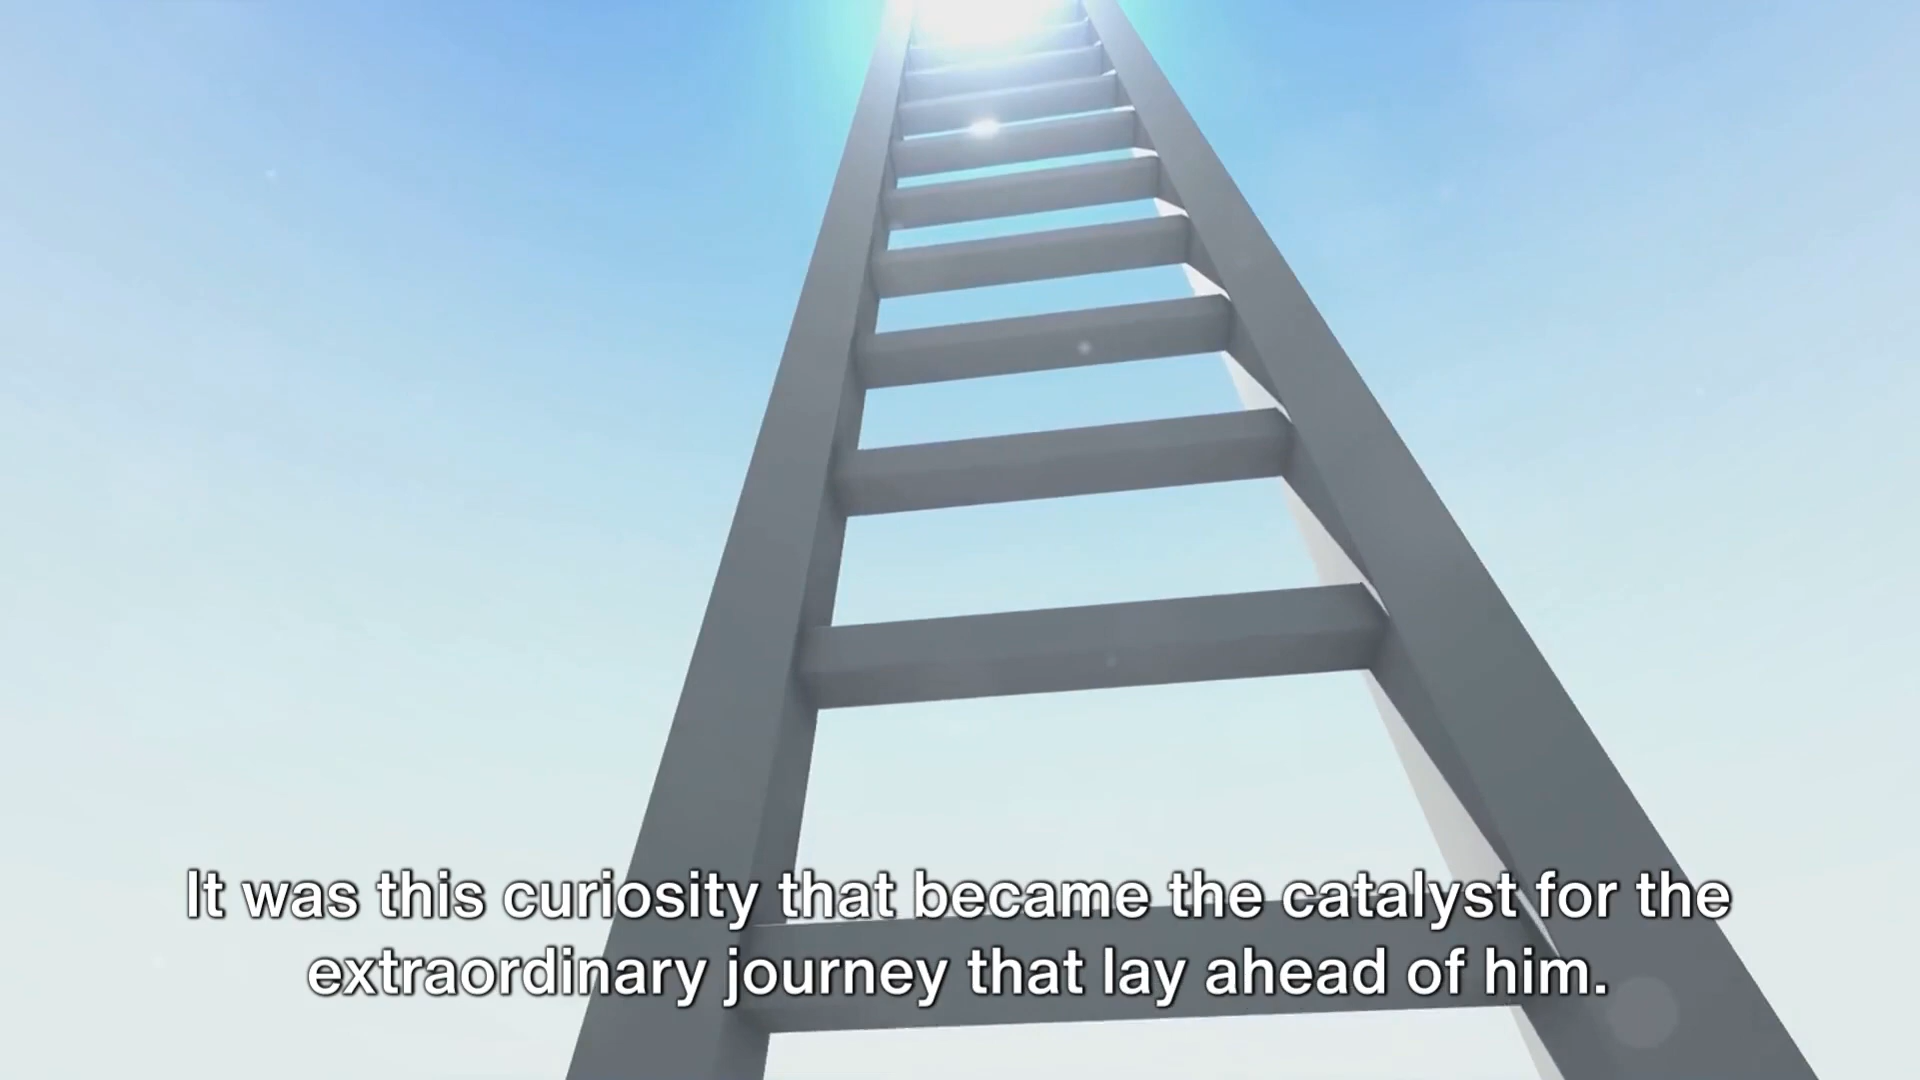 It was this curiosity that became the catalyst for the
extraordinary journey that lay ahead of him.